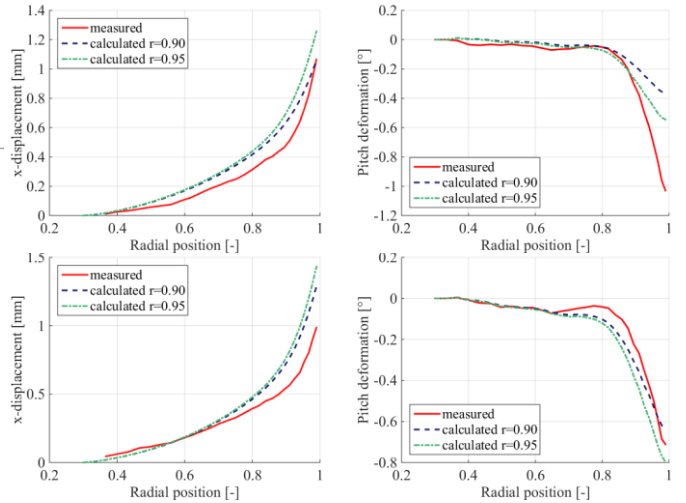 1.4
1.2
1
0.8
0.6
0.4
0.2
0
x-displacement [mm]
measured
calculated r=0.90
calculated r=0.95
0.2 0.4 0.6 0.8 1
Radial position [-]
0.2
0
-0.2
-0.4
-0.6
-0.8
-1
-1.2
Pitch deformation [°]
measured
calculated r=0.90
calculated r=0.95
0.2 0.4 0.6 0.8 1
Radial position [-]
1.5
1
0.5
0
x-displacement [mm]
measured
calculated r=0.90
calculated r=0.95
0.2 0.4 0.6 0.8 1
Radial position [-]
0.2
0
-0.2
-0.4
-0.6
-0.8
Pitch deformation [°]
measured
calculated r=0.90
calculated r=0.95
0.2 0.4 0.6 0.8 1
Radial position [-]